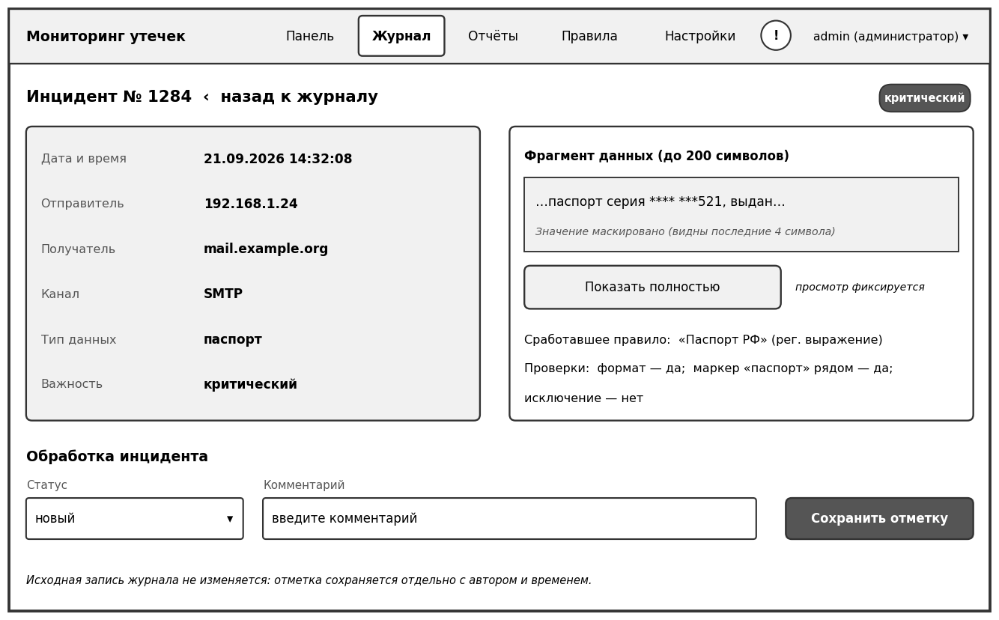 Мониторинг утечек Панель Журнал Отчёты Правила Настройки ! admin (администратор) ▾
Инцидент № 1284 ‹ назад к журналу критический
Дата и время 21.09.2026 14:32:08
Отправитель 192.168.1.24
Получатель mail.example.org
Канал SMTP
Тип данных паспорт
Важность критический
Фрагмент данных (до 200 символов)
…паспорт серия **** ***521, выдан…
Значение маскировано (видны последние 4 символа)
Показать полностью просмотр фиксируется
Сработавшее правило: «Паспорт РФ» (рег. выражение)
Проверки: формат — да; маркер «паспорт» рядом — да;
исключение — нет
Обработка инцидента
Статус Комментарий
новый ▾ введите комментарий Сохранить отметку
Исходная запись журнала не изменяется: отметка сохраняется отдельно с автором и временем.